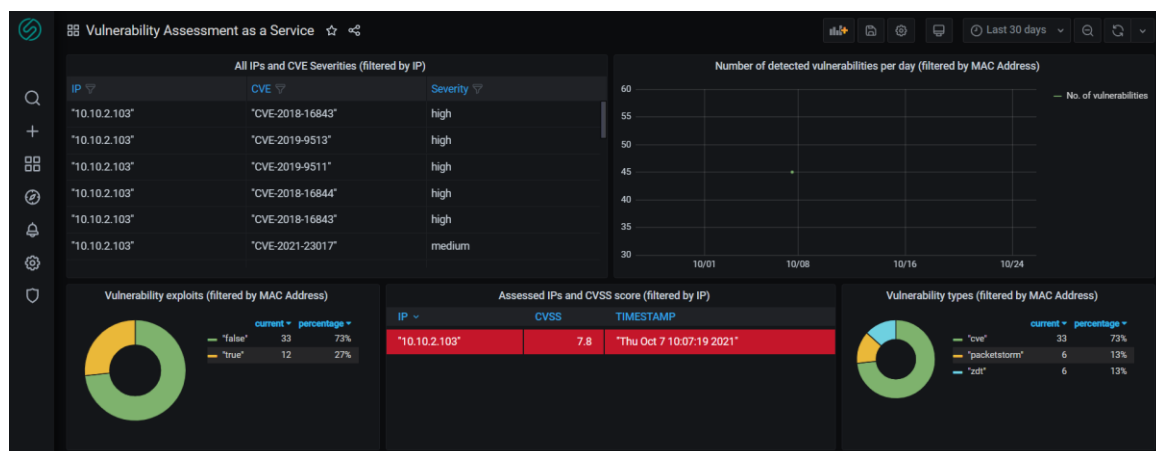 Vulnerability Assessment as a Service
Last 30 days
All IPs and CVE Severities (filtered by IP)
IP CVE Severity
"10.10.2.103" "CVE-2018-16843" high
"10.10.2.103" "CVE-2019-9513" high
"10.10.2.103" "CVE-2019-9511" high
"10.10.2.103" "CVE-2018-16844" high
"10.10.2.103" "CVE-2018-16843" high
"10.10.2.103" "CVE-2021-23017" medium
Number of detected vulnerabilities per day (filtered by MAC Address)
60
55
50
45
40
35
30
10/01 10/08 10/16 10/24
No. of vulnerabilities
Vulnerability exploits (filtered by MAC Address)
current percentage
"false" 33 73%
"true" 12 27%
Assessed IPs and CVSS score (filtered by IP)
IP CVSS TIMESTAMP
"10.10.2.103" 7.8 "Thu Oct 7 10:07:19 2021"
Vulnerability types (filtered by MAC Address)
current percentage
"cve" 33 73%
"packetstorm" 6 13%
"zdt" 6 13%